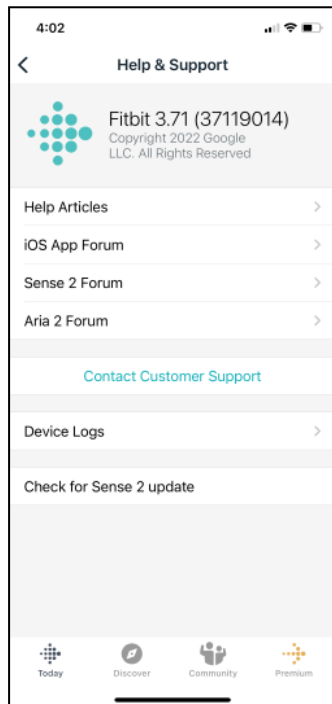 4:02
Help & Support
Fitbit 3.71 (37119014)
Copyright 2022 Google
LLC. All Rights Reserved
Help Articles
iOS App Forum
Sense 2 Forum
Aria 2 Forum
Contact Customer Support
Device Logs
Check for Sense 2 update
Today Discover Community Premium